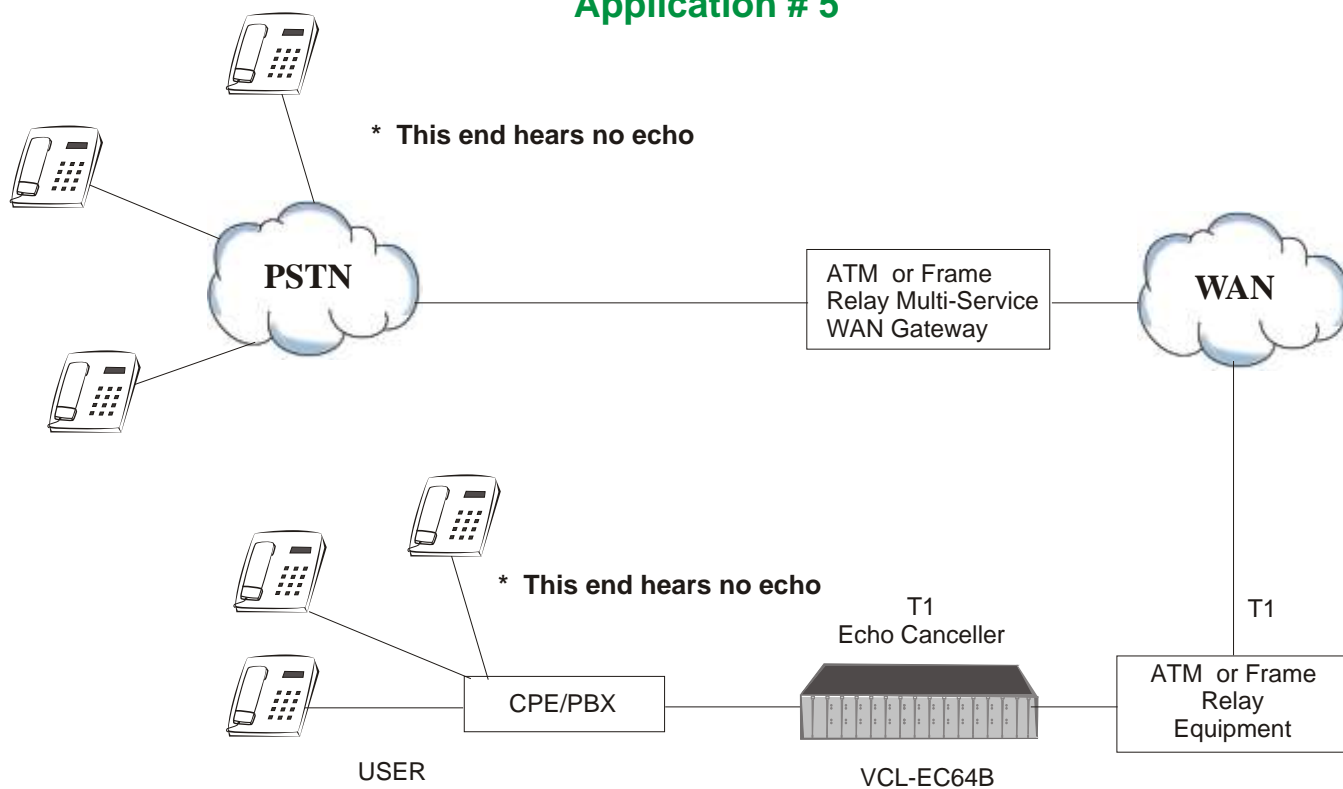 Application # 5
* This end hears no echo
PSTN
ATM or Frame
Relay Multi-Service
WAN Gateway
WAN
* This end hears no echo
T1
Echo Canceller
T1
CPE/PBX
ATM or Frame
Relay
Equipment
USER
VCL-EC64B